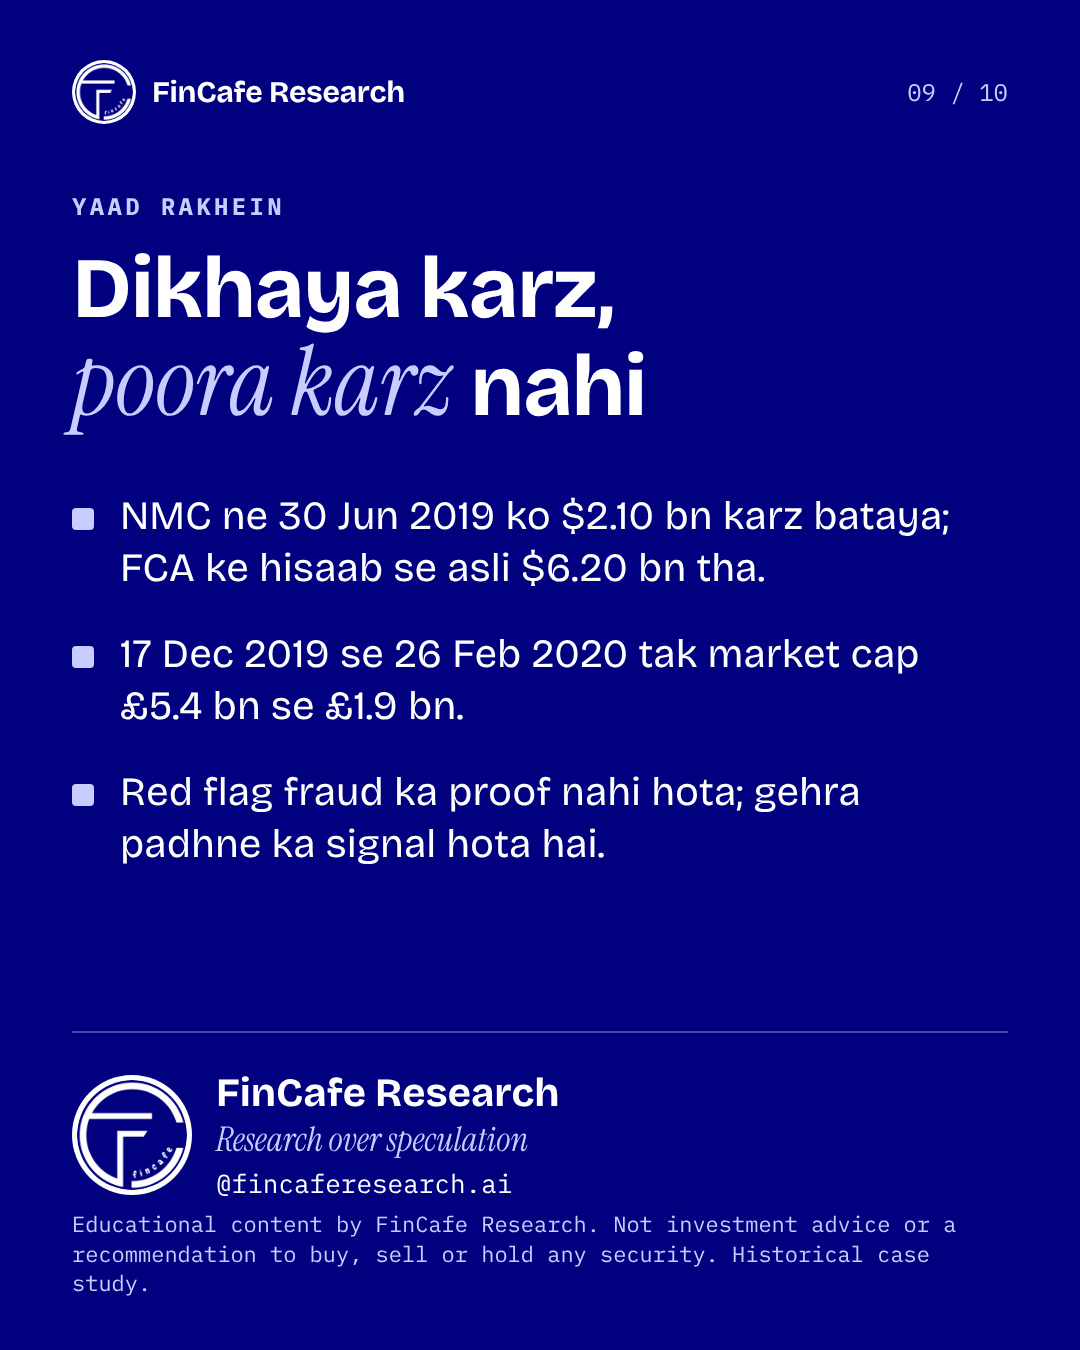 FinCafe Research
09 / 10
YAAD RAKHEIN
Dikhaya karz,
poora karz nahi
NMC ne 30 Jun 2019 ko $2.10 bn karz bataya;
FCA ke hisaab se asli $6.20 bn tha.
17 Dec 2019 se 26 Feb 2020 tak market cap
£5.4 bn se £1.9 bn.
Red flag fraud ka proof nahi hota; gehra
padhne ka signal hota hai.
fincafe
FinCafe Research
Research over speculation
@fincaferesearch.ai
Educational content by FinCafe Research. Not investment advice or a
recommendation to buy, sell or hold any security. Historical case
study.